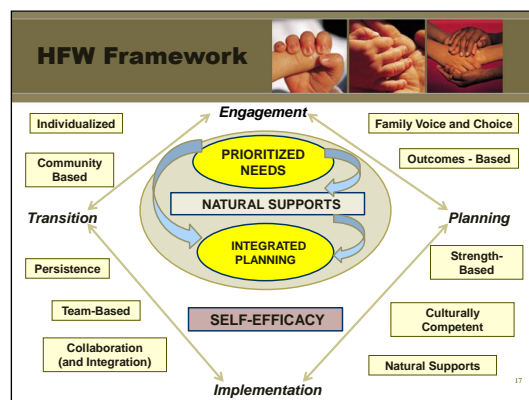 HFW Framework
Engagement
Individualized
Family Voice and Choice
Community
Based
PRIORITIZED
NEEDS
Outcomes - Based
NATURAL SUPPORTS
Transition
Planning
INTEGRATED
PLANNING
Persistence
Strength-
Based
Team-Based
SELF-EFFICACY
Culturally
Competent
Collaboration
(and Integration)
Natural Supports
Implementation
17